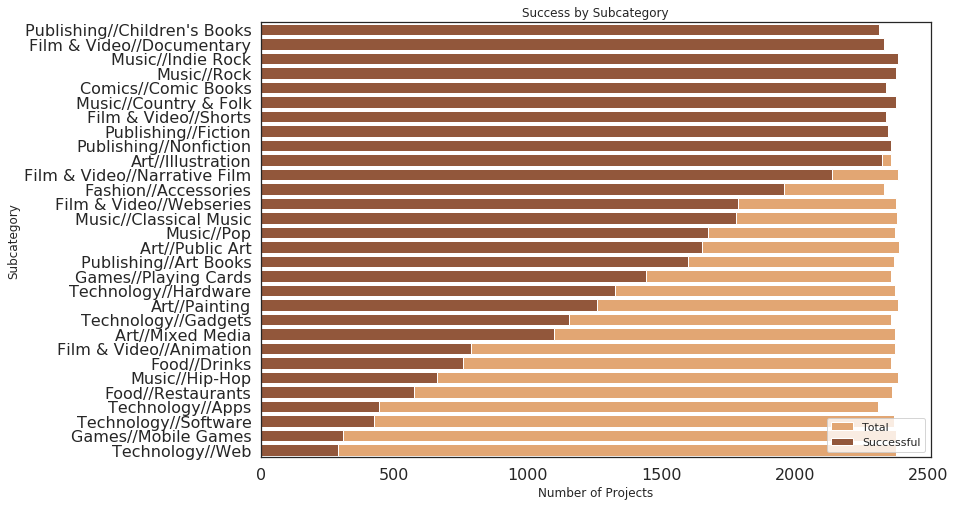 Success by Subcategory
Publishing//Children's Books
Film & Video//Documentary
Music//Indie Rock
Music//Rock
Comics//Comic Books
Music//Country & Folk
Film & Video//Shorts
Publishing//Fiction
Publishing//Nonfiction
Art//Illustration
Film & Video//Narrative Film
Fashion//Accessories
Film & Video//Webseries
Music//Classical Music
Music//Pop
Art//Public Art
Publishing//Art Books
Games//Playing Cards
Technology//Hardware
Art//Painting
Technology//Gadgets
Art//Mixed Media
Film & Video//Animation
Food//Drinks
Music//Hip-Hop
Food//Restaurants
Technology//Apps
Technology//Software
Games//Mobile Games
Technology//Web
Subcategory
Total
Successful
0 500 1000 1500 2000 2500
Number of Projects